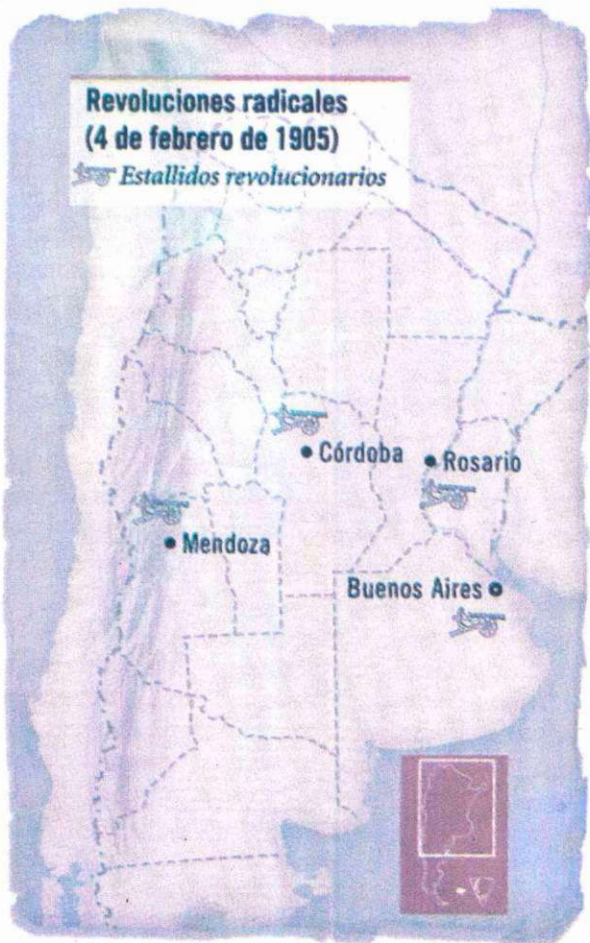 Revoluciones radicales
(4 de febrero de 1905)
Estallidos revolucionarios
Córdoba
Rosario
Mendoza
Buenos Aires